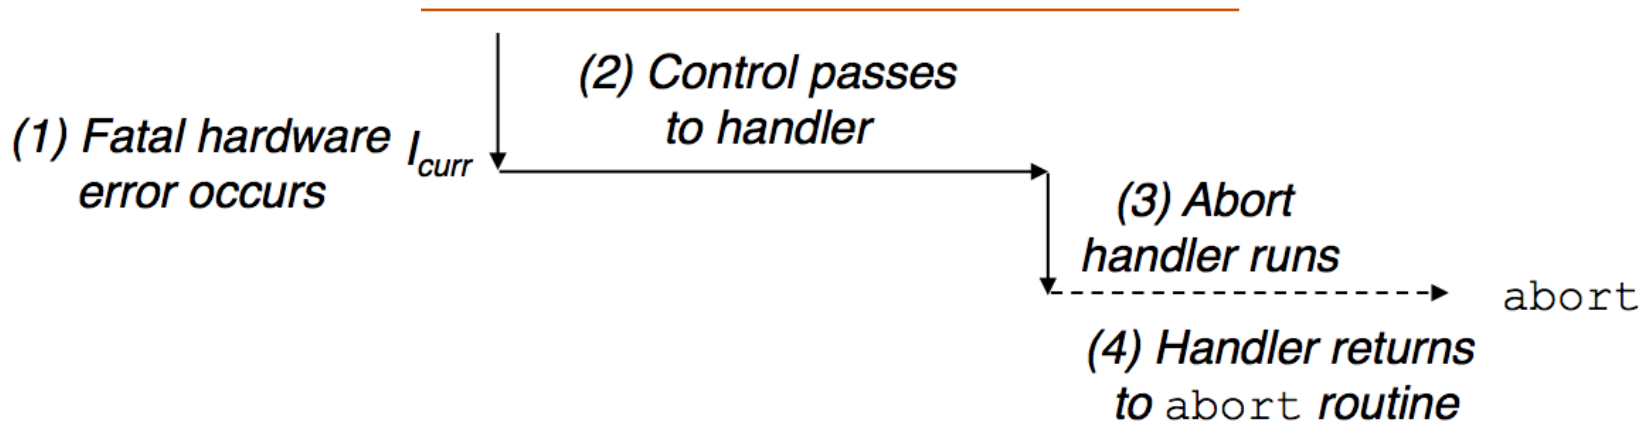 (1) Fatal hardware
error occurs
I_curr
(2) Control passes
to handler
(3) Abort
handler runs
abort
(4) Handler returns
to abort routine